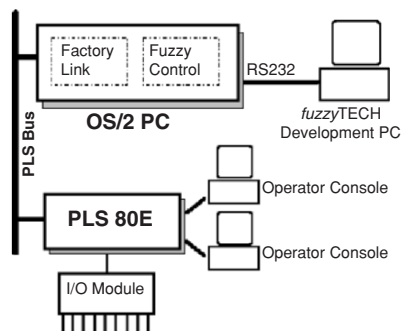 Factory
Link
Fuzzy
Control
RS232
OS/2 PC
fuzzyTECH
Development PC
PLS Bus
PLS 80E
Operator Console
Operator Console
I/O Module